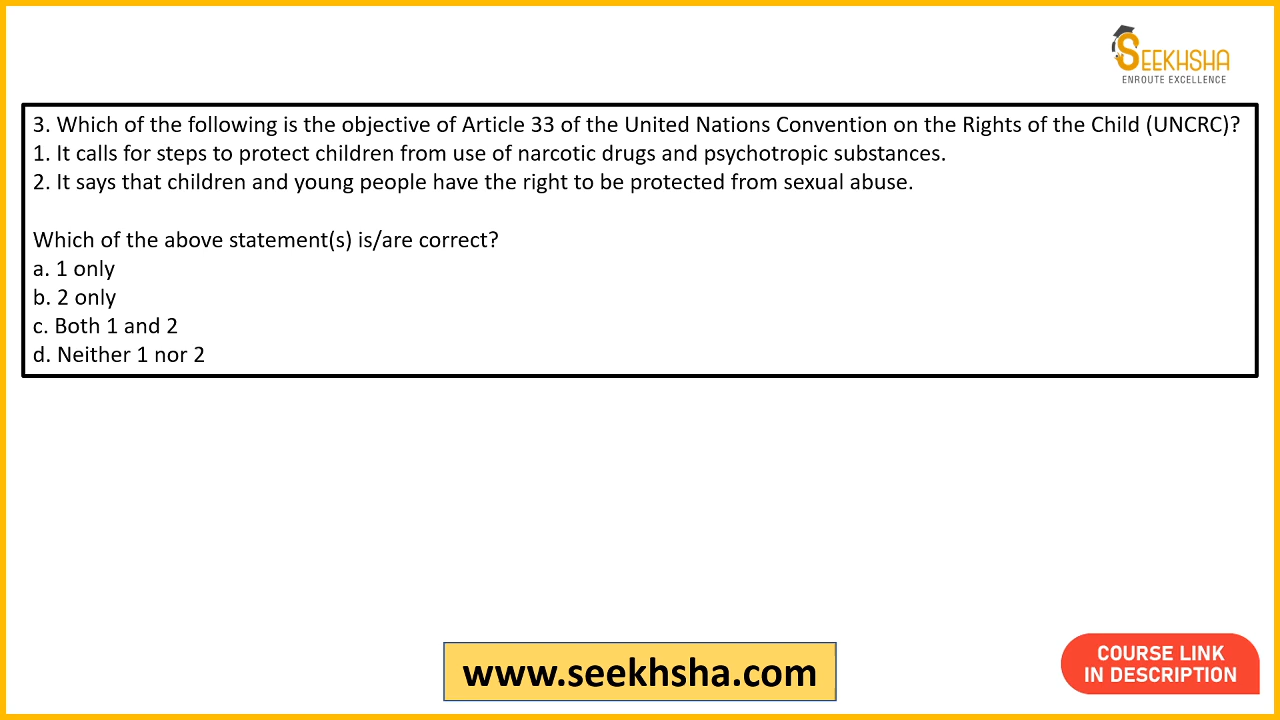 SEEKHSHA
ENROUTE EXCELLENCE
3. Which of the following is the objective of Article 33 of the United Nations Convention on the Rights of the Child (UNCRC)?
1. It calls for steps to protect children from use of narcotic drugs and psychotropic substances.
2. It says that children and young people have the right to be protected from sexual abuse.
Which of the above statement(s) is/are correct?
a. 1 only
b. 2 only
c. Both 1 and 2
d. Neither 1 nor 2
www.seekhsha.com
COURSE LINK
IN DESCRIPTION